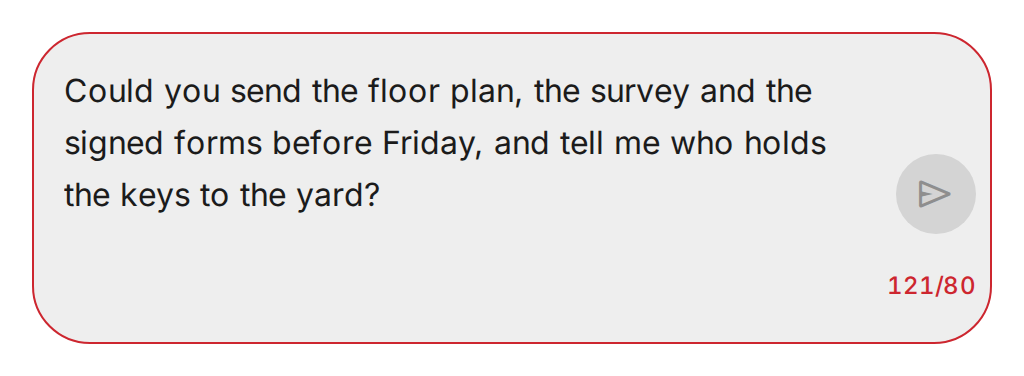 Could you send the floor plan, the survey and the
signed forms before Friday, and tell me who holds
the keys to the yard?
121/80